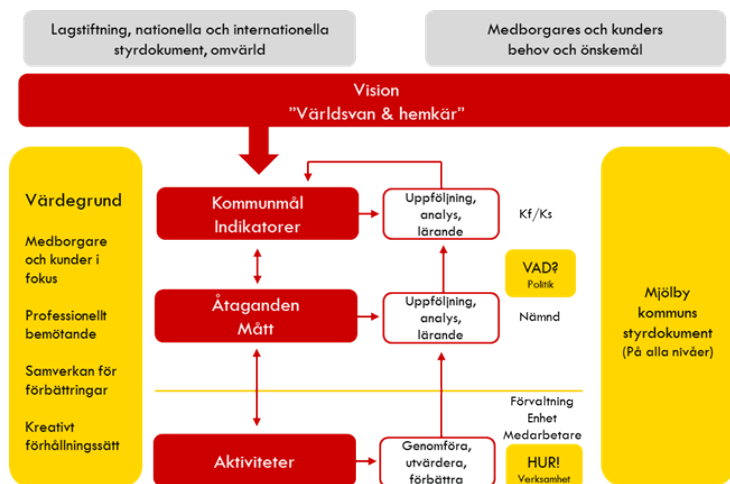 Lagstiftning, nationella och internationella
styrdokument, omvärld
Medborgares och kunders
behov och önskemål
Vision
"Världsvan & hemkär"
Värdegrund
Medborgare
och kunder i
fokus
Professionellt
bemötande
Samverkan för
förbättringar
Kreativt
förhållningssätt
Kommunmål
Indikatorer
Uppföljning,
analys,
lärande
Kf/Ks
VAD?
Politik
Åtaganden
Mått
Uppföljning,
analys,
lärande
Nämnd
Förvaltning
Enhet
Medarbetare
Aktiviteter
Genomföra,
utvärdera,
förbättra
HUR!
Verksamhet
Mjölby
kommuns
styrdokument
(På alla nivåer)